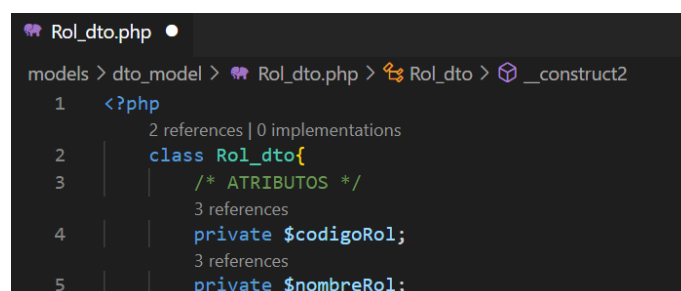 Rol_dto.php
models > dto_model > Rol_dto.php > Rol_dto > __construct2
1 <?php
2 references | 0 implementations
2 class Rol_dto{
3 /* ATRIBUTOS */
3 references
4 private $codigoRol;
3 references
5 private $nombreRol;